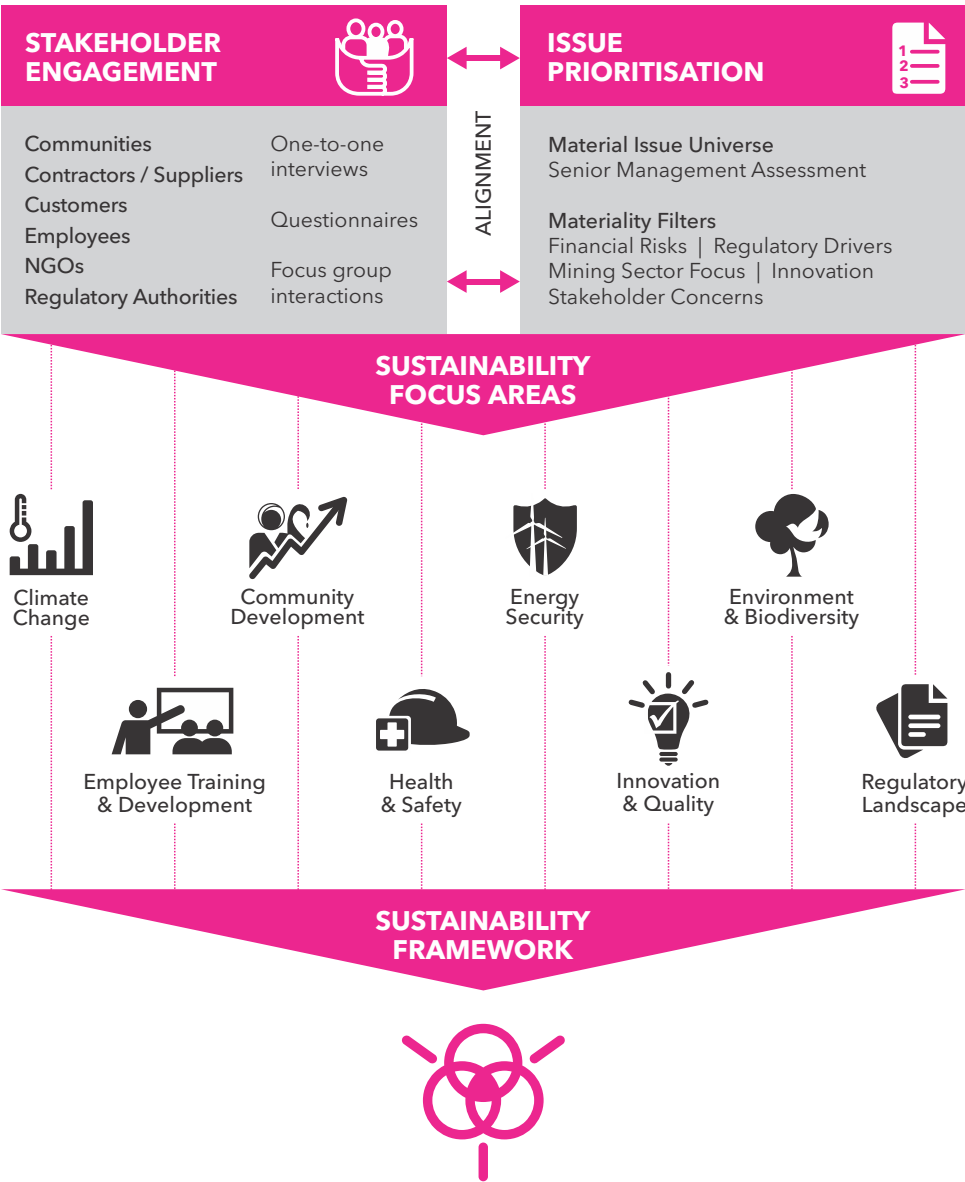 STAKEHOLDER
ENGAGEMENT
Communities
Contractors / Suppliers
Customers
Employees
NGOs
Regulatory Authorities
One-to-one
interviews
Questionnaires
Focus group
interactions
ALIGNMENT
ISSUE
PRIORITISATION
1
2
3
Material Issue Universe
Senior Management Assessment
Materiality Filters
Financial Risks | Regulatory Drivers
Mining Sector Focus | Innovation
Stakeholder Concerns
SUSTAINABILITY
FOCUS AREAS
Climate
Change
Community
Development
Energy
Security
Environment
& Biodiversity
Employee Training
& Development
Health
& Safety
Innovation
& Quality
Regulatory
Landscape
SUSTAINABILITY
FRAMEWORK